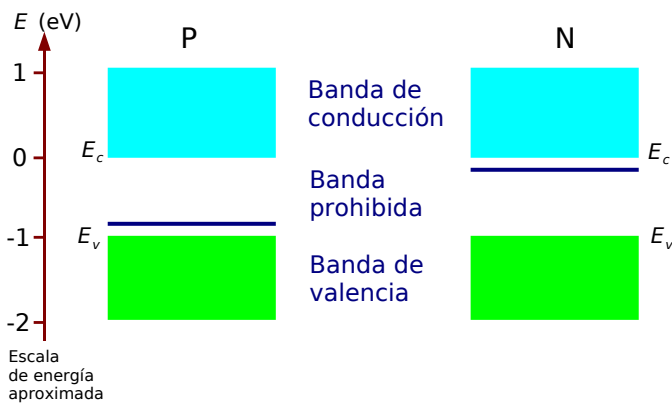 E (eV)
P
N
1
Banda de
conducción
0
E_c
E_c
Banda
prohibida
-1
E_v
E_v
Banda de
valencia
-2
Escala
de energía
aproximada